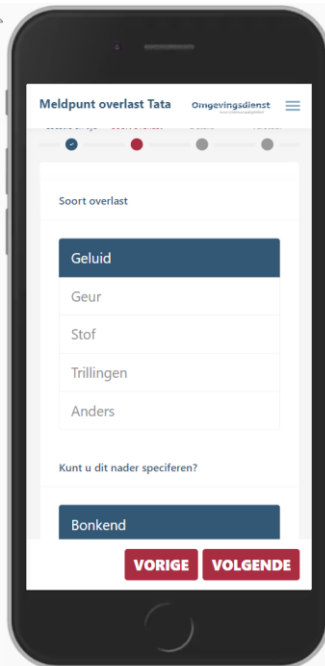 Meldpunt overlast Tata
Omgevingsdienst
Soort overlast
Geluid
Geur
Stof
Trillingen
Anders
Kunt u dit nader speciferen?
Bonkend
VORIGE
VOLGENDE